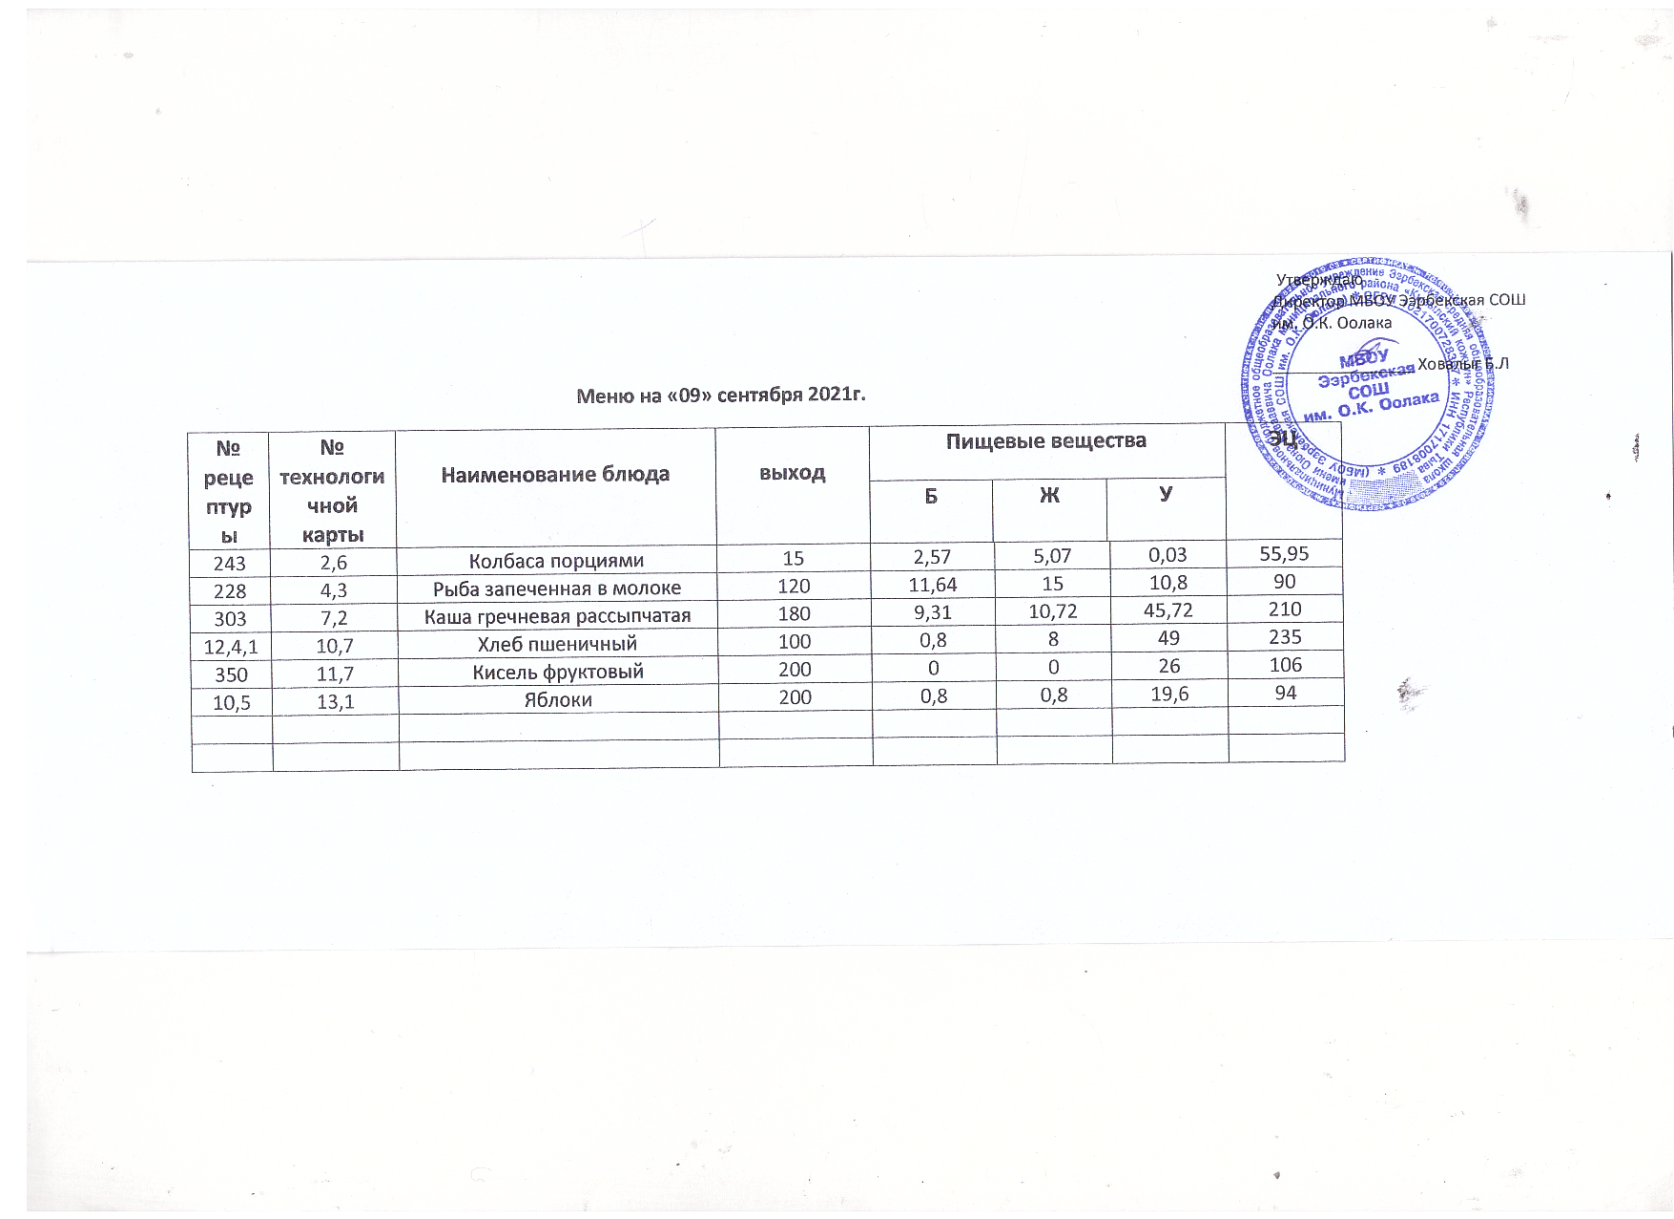 Утверждаю
Директор МБОУ Ээрбекская СОШ
им. О.К. Оолака
Ховалыг Б.Л
МБОУ
Ээрбекская
СОШ
им. О.К. Оолака
Меню на «09» сентября 2021г.
№ рецептуры № технологичной карты Наименование блюда выход Пищевые вещества ЭЦ
Б Ж У
243 2,6 Колбаса порциями 15 2,57 5,07 0,03 55,95
228 4,3 Рыба запеченная в молоке 120 11,64 15 10,8 90
303 7,2 Каша гречневая рассыпчатая 180 9,31 10,72 45,72 210
12,4,1 10,7 Хлеб пшеничный 100 0,8 8 49 235
350 11,7 Кисель фруктовый 200 0 0 26 106
10,5 13,1 Яблоки 200 0,8 0,8 19,6 94